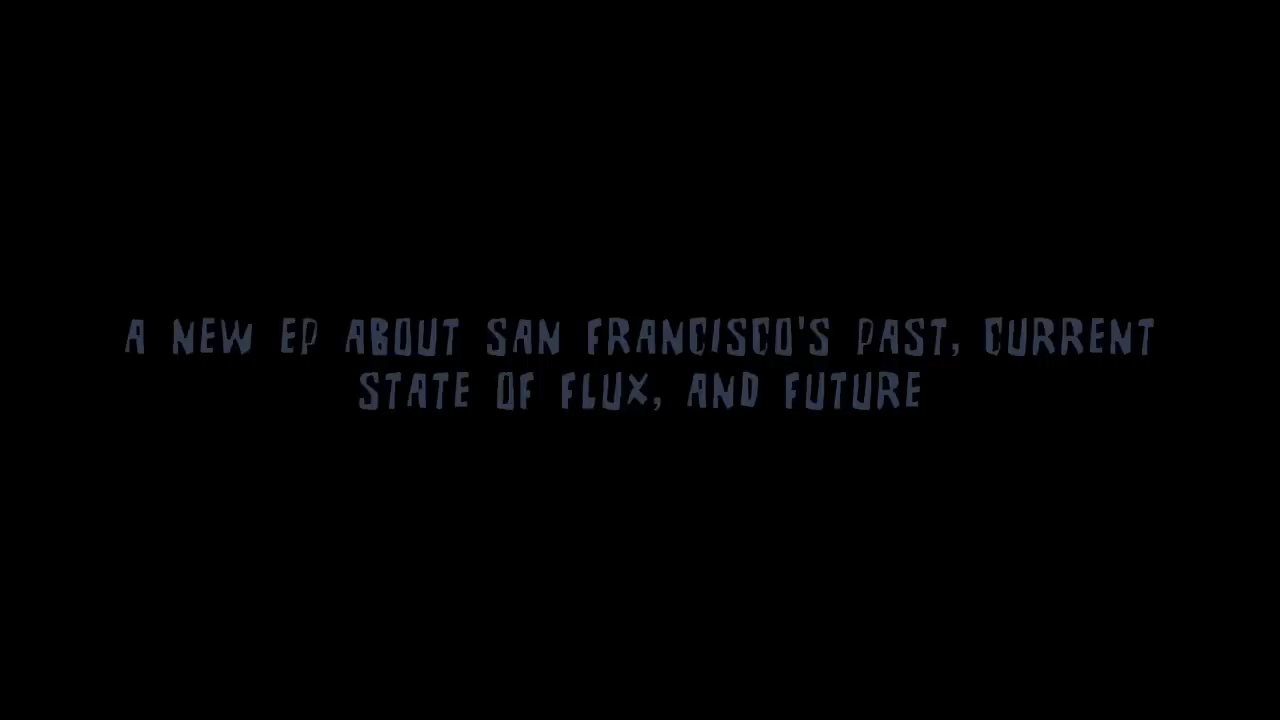 A NEW EP ABOUT SAN FRANCISCO'S PAST, CURRENT
STATE OF FLUX, AND FUTURE